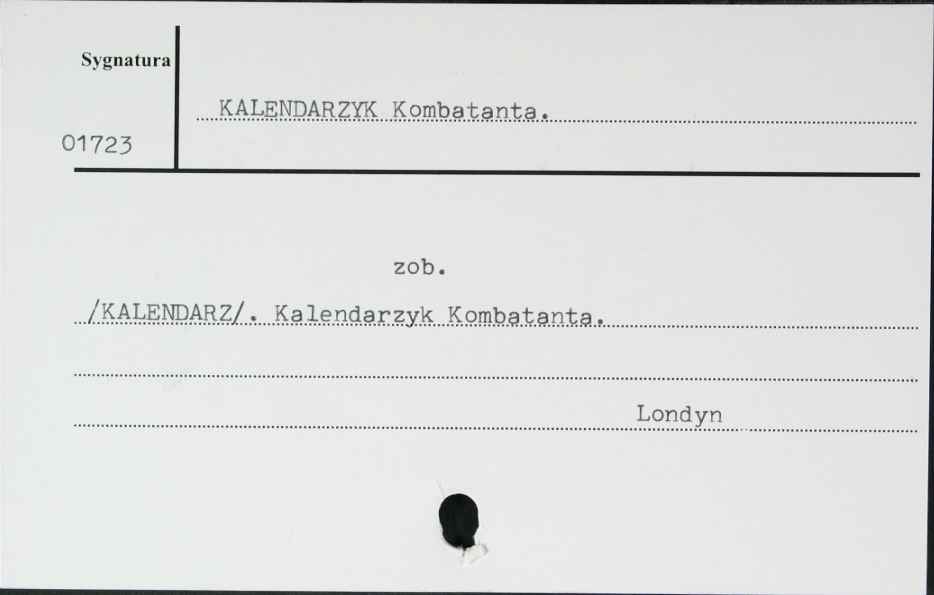 Sygnatura
KALENDARZYK Kombatanta.
01723
zob.
/KALENDARZ/. Kalendarzyk Kombatanta.
Londyn